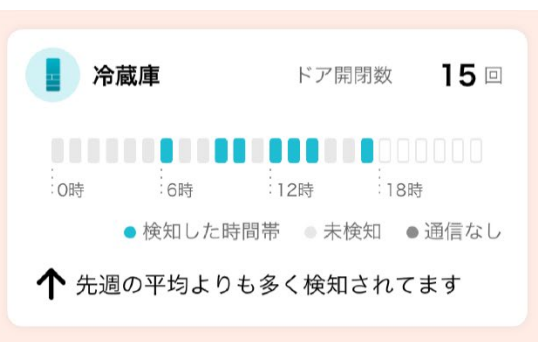 冷蔵庫 ドア開閉数 15 回
0時 6時 12時 18時
検知した時間帯 未検知 通信なし
先週の平均よりも多く検知されてます